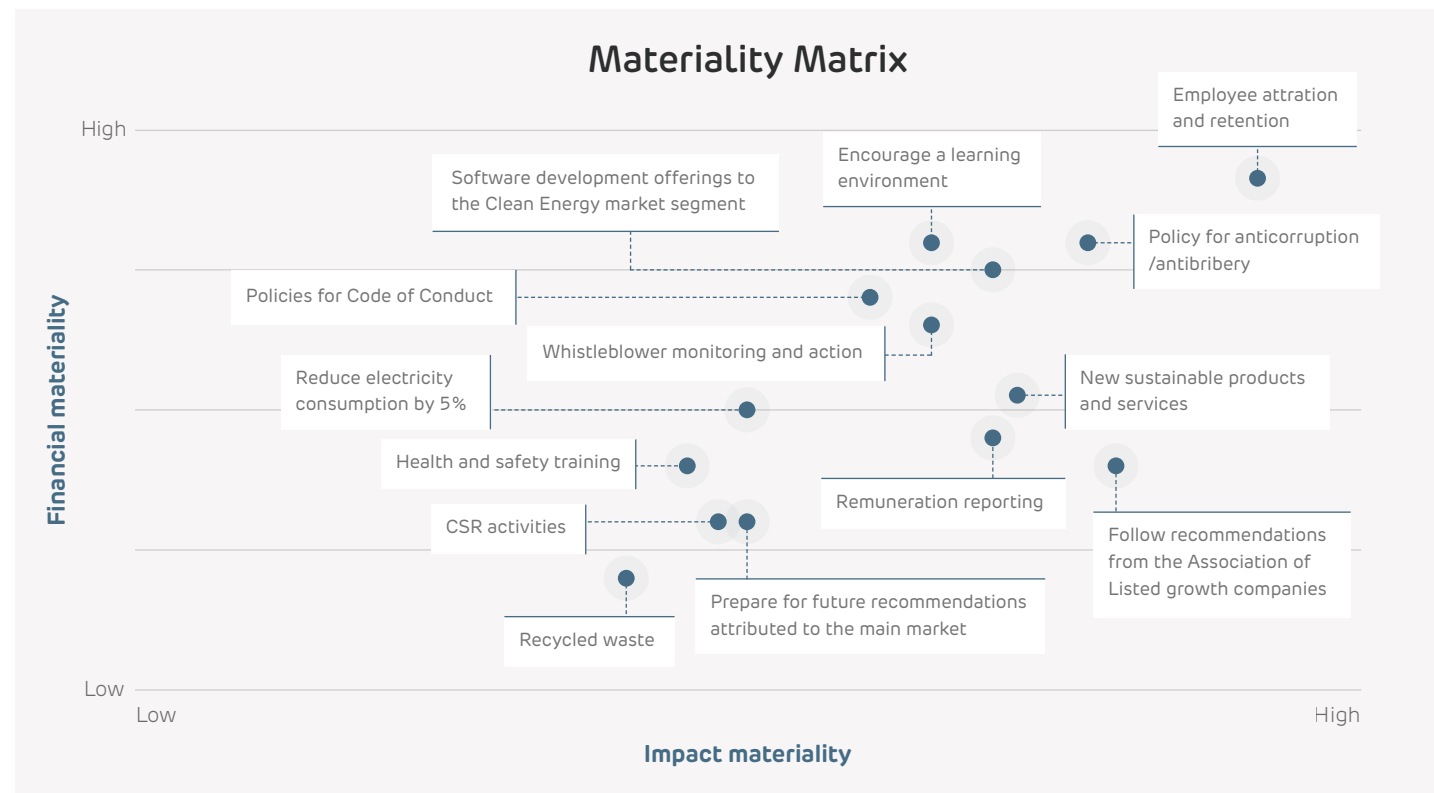 Materiality Matrix
Employee attration
and retention
High
Encourage a learning
environment
Software development offerings to
the Clean Energy market segment
Policy for anticorruption
/antibribery
Policies for Code of Conduct
Whistleblower monitoring and action
Reduce electricity
consumption by 5%
New sustainable products
and services
Financial materiality
Health and safety training
Remuneration reporting
CSR activities
Follow recommendations
from the Association of
Listed growth companies
Prepare for future recommendations
attributed to the main market
Recycled waste
Low
Low
High
Impact materiality